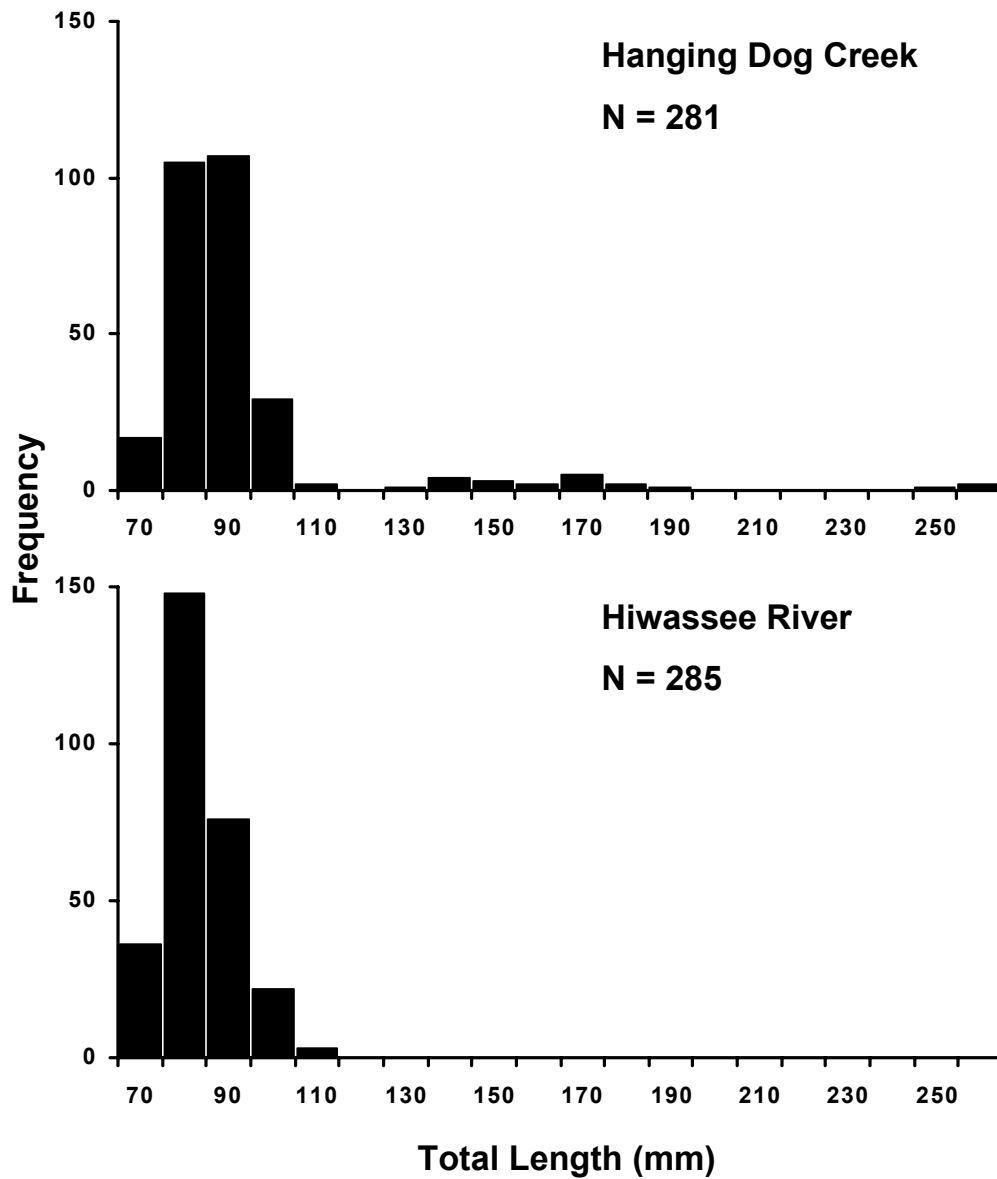 150
Hanging Dog Creek
N = 281
100
50
0
70 90 110 130 150 170 190 210 230 250
Frequency
150
Hiwassee River
N = 285
100
50
0
70 90 110 130 150 170 190 210 230 250
Total Length (mm)